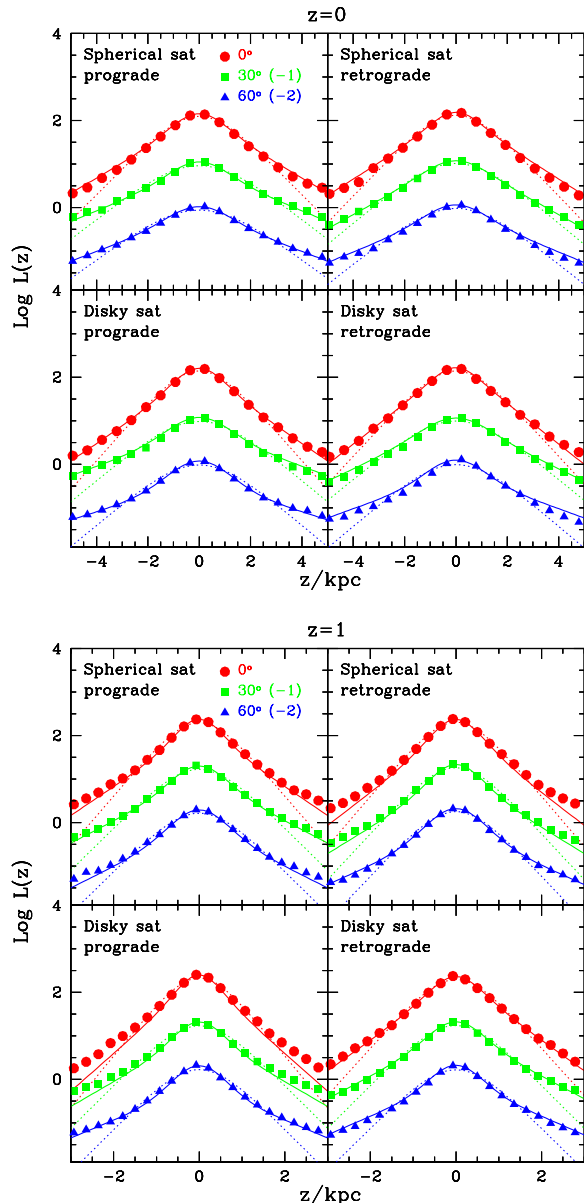 z=0
4
Spherical sat
prograde
0°
30° (−1)
60° (−2)
Spherical sat
retrograde
2
0
Log L(z)
4
Disky sat
prograde
Disky sat
retrograde
2
0
−4 −2 0 2 4 −4 −2 0 2 4
z/kpc
z=1
4
Spherical sat
prograde
0°
30° (−1)
60° (−2)
Spherical sat
retrograde
2
0
Log L(z)
4
Disky sat
prograde
Disky sat
retrograde
2
0
−2 0 2 −2 0 2
z/kpc